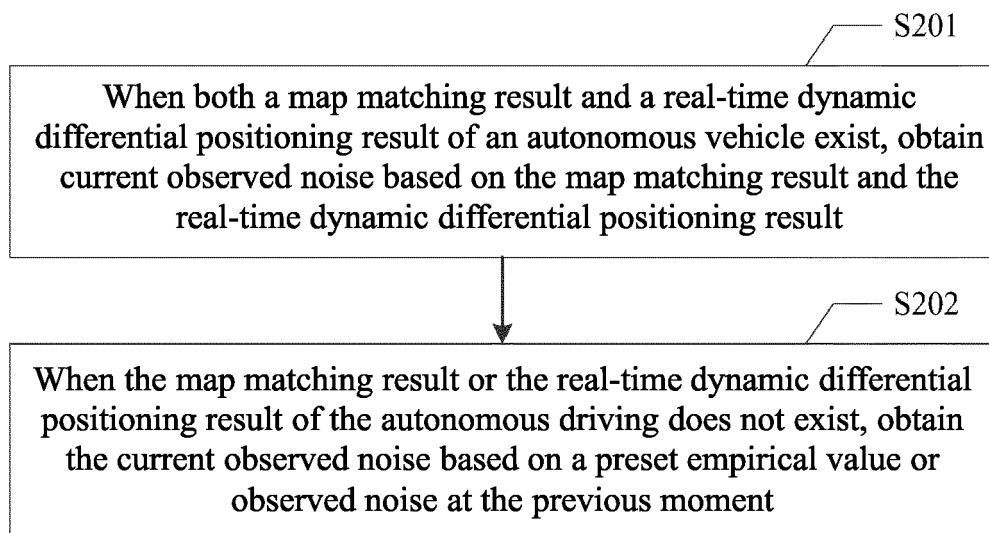 S201
When both a map matching result and a real-time dynamic
differential positioning result of an autonomous vehicle exist, obtain
current observed noise based on the map matching result and the
real-time dynamic differential positioning result
S202
When the map matching result or the real-time dynamic differential
positioning result of the autonomous driving does not exist, obtain
the current observed noise based on a preset empirical value or
observed noise at the previous moment